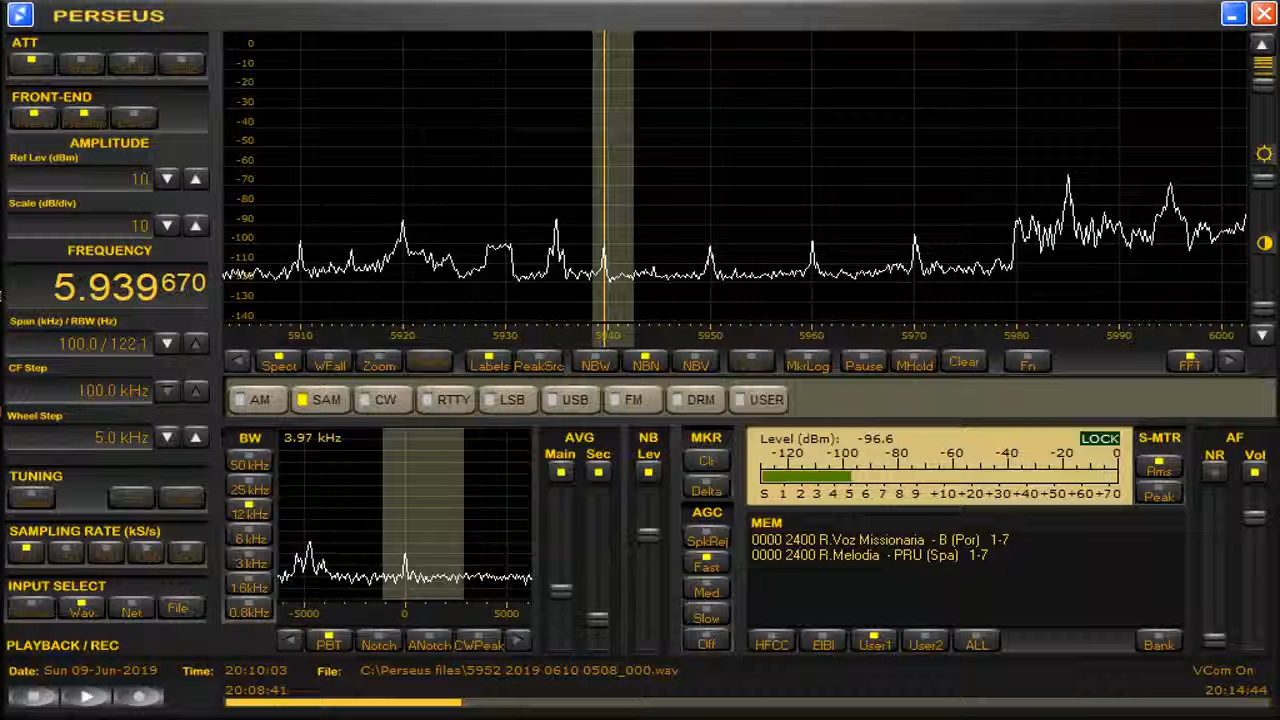 PERSEUS
ATT
FRONT-END
AMPLITUDE
Ref Lev (dBm)
10
Scale (dB/div)
10
FREQUENCY
5.939670
Span (kHz) / RBW (Hz)
100.0 / 122.1
CF Step
100.0 kHz
Wheel Step
5.0 kHz
TUNING
SAMPLING RATE (kS/s)
INPUT SELECT
Wav Net File
PLAYBACK / REC
0
-10
-20
-30
-40
-50
-60
-70
-80
-90
-100
-110
-130
-140
5910 5920 5930 5940 5950 5960 5970 5980 5990 6000
Spect WFall Zoom Labels PeakSrc NBW NBN NBV MkrLog Pause MHold Clear Fn FFT
AM SAM CW RTTY LSB USB FM DRM USER
BW
50 kHz
25 kHz
12 kHz
6 kHz
3 kHz
1.6kHz
0.8kHz
3.97 kHz
-5000 0 5000
PBT Notch ANotch CWPeak
AVG
Main Sec
NB
Lev
MKR
Clr
Delta
AGC
SpkRej
Fast
Med
Slow
Off
Level (dBm): -96.6 LOCK
-120 -100 -80 -60 -40 -20 0
S 1 2 3 4 5 6 7 8 9 +10+20+30+40+50+60+70
S-MTR
Rms
Peak
AF
NR Vol
MEM
0000 2400 R.Voz Missionaria - B (Por) 1-7
0000 2400 R.Melodia - PRU (Spa) 1-7
HFCC EIBI User1 User2 ALL Bank
Date: Sun 09-Jun-2019 Time: 20:10:03 File: C:\Perseus files\5952 2019 0610 0508_000.wav VCom On
20:08:41 20:14:44